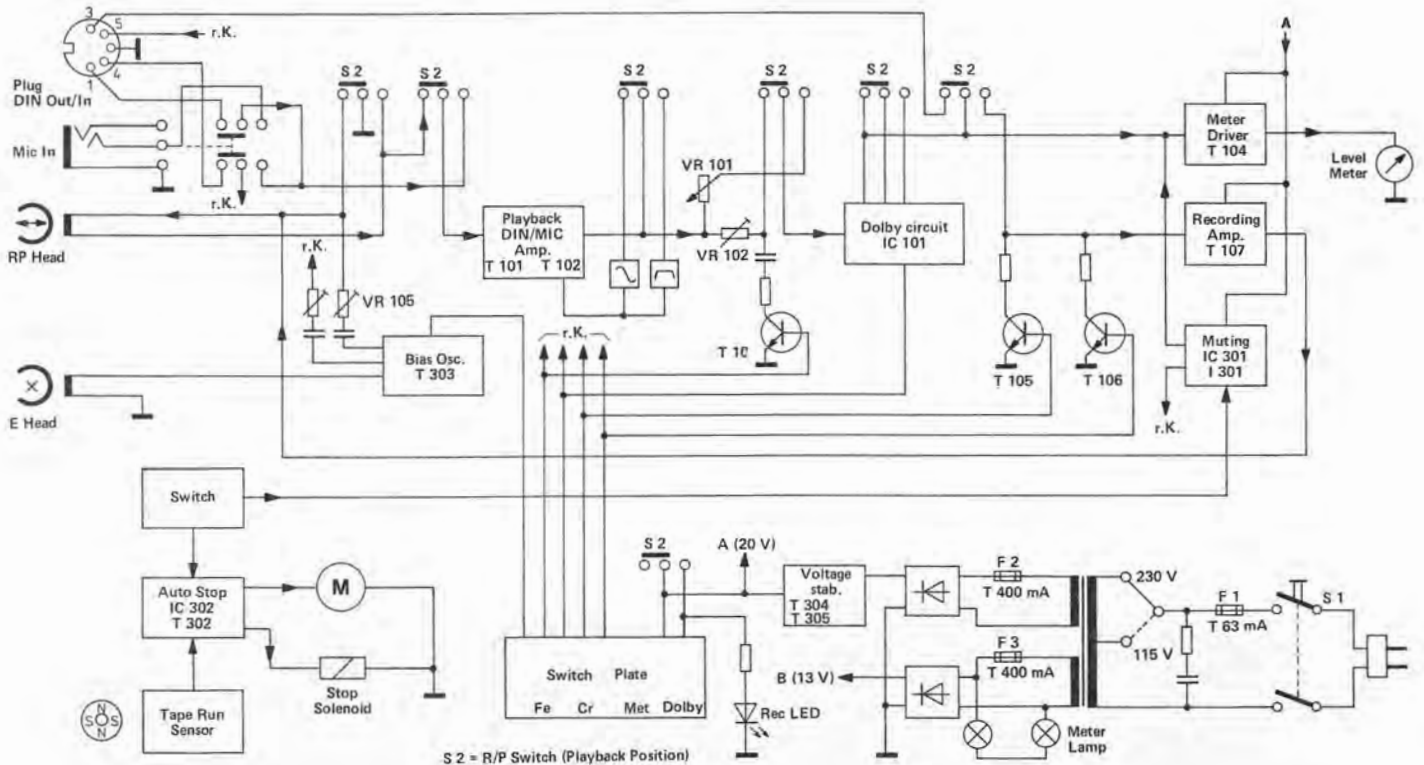 3
5
r.K.
4
1
Plug
DIN Out/In
Mic In
r.K.
RP Head
E Head
S 2
S 2
S 2
S 2
S 2
S 2
A
r.K.
VR 105
Bias Osc.
T 303
Playback
DIN/MIC
Amp.
T 101 T 102
VR 101
VR 102
r.K.
T 10
Dolby circuit
IC 101
T 105
T 106
Meter
Driver
T 104
Level
Meter
Recording
Amp.
T 107
Muting
IC 301
I 301
r.K.
Switch
Auto Stop
IC 302
T 302
M
Stop
Solenoid
Tape Run
Sensor
N
S S
N
S 2
A (20 V)
Switch Plate
Fe Cr Met Dolby
Rec LED
S 2 = R/P Switch (Playback Position)
Voltage
stab.
T 304
T 305
B (13 V)
F 2
T 400 mA
F 3
T 400 mA
Meter
Lamp
230 V
115 V
F 1
T 63 mA
S 1